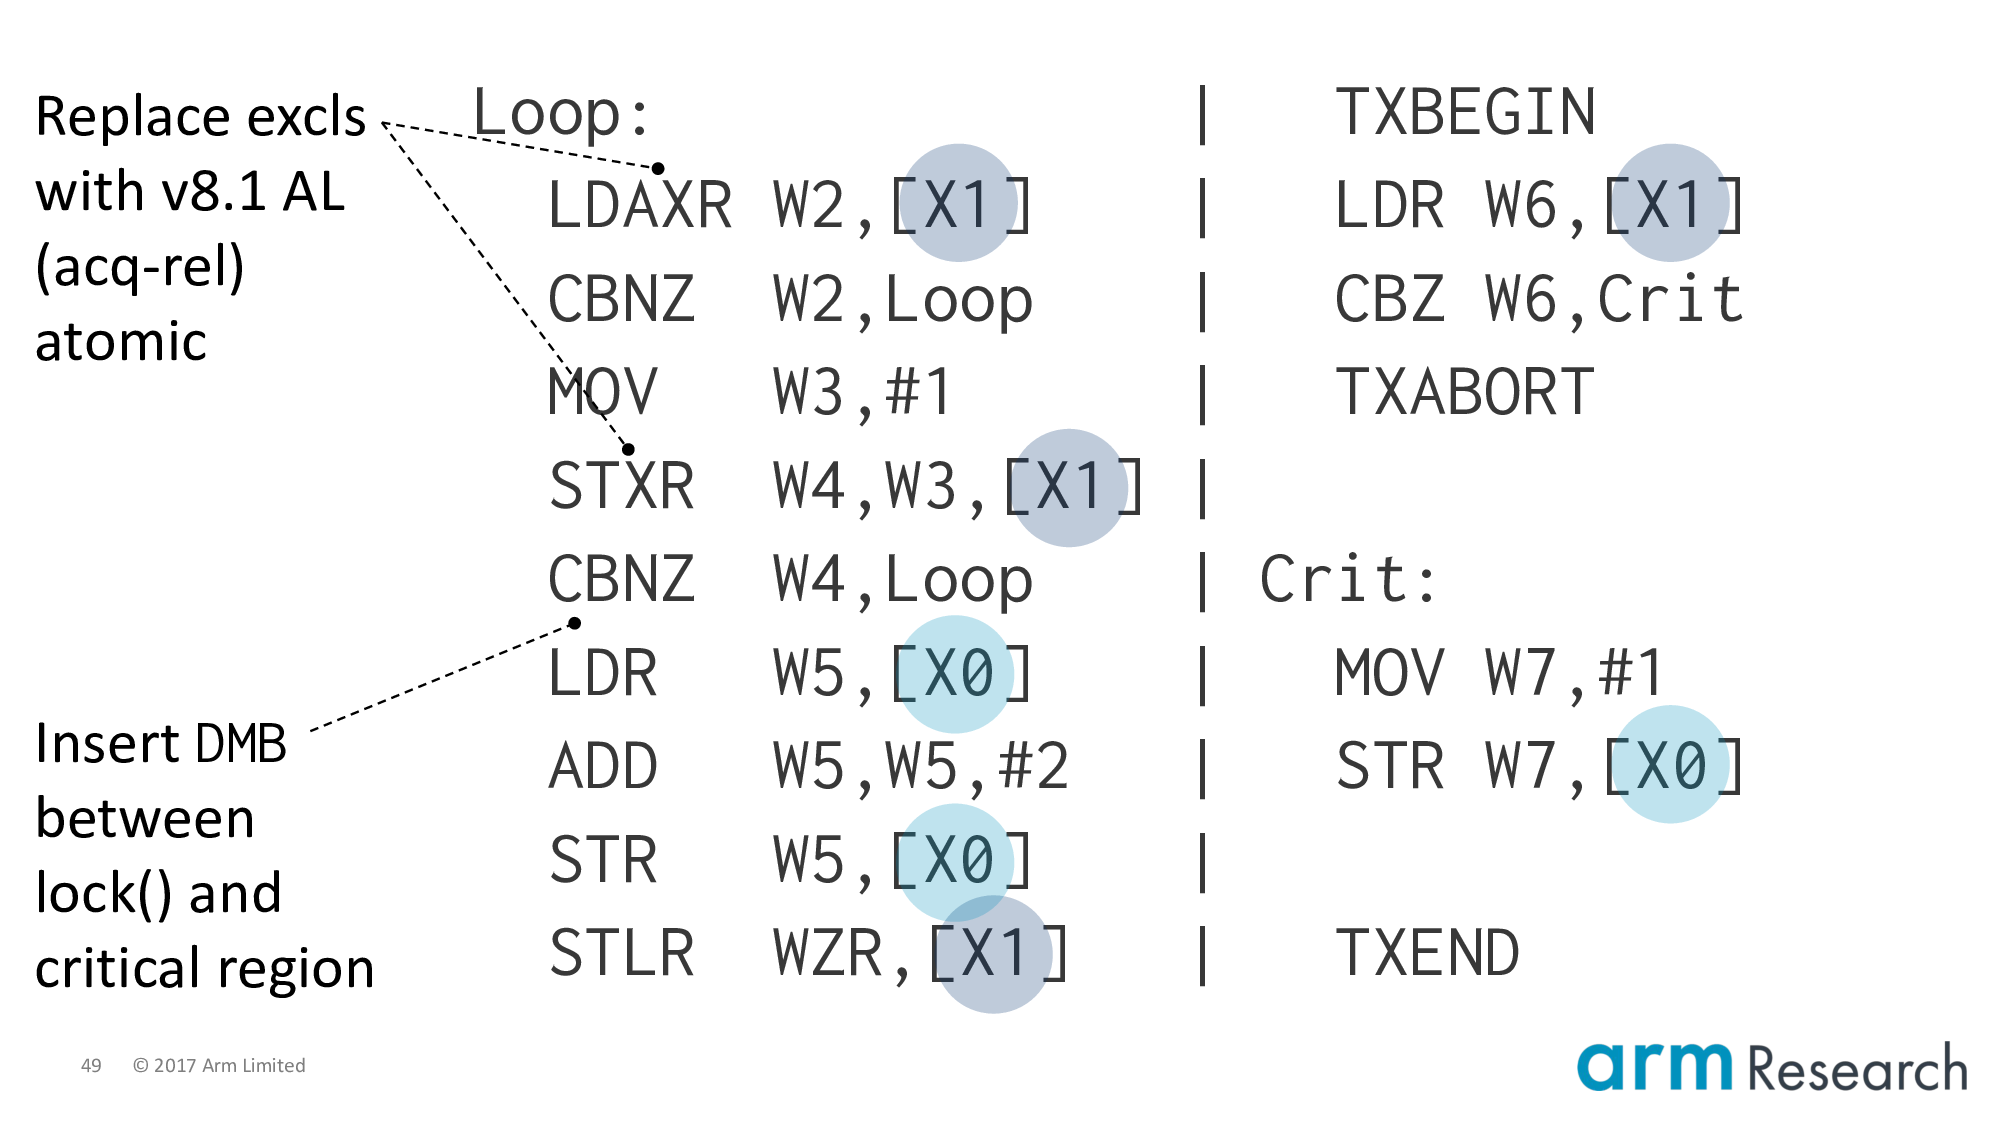 Replace excls
with v8.1 AL
(acq-rel)
atomic
Insert DMB
between
lock() and
critical region
Loop: | TXBEGIN
LDAXR W2,[X1] | LDR W6,[X1]
CBNZ W2,Loop | CBZ W6,Crit
MOV W3,#1 | TXABORT
STXR W4,W3,[X1] |
CBNZ W4,Loop | Crit:
LDR W5,[X0] | MOV W7,#1
ADD W5,W5,#2 | STR W7,[X0]
STR W5,[X0] |
STLR WZR,[X1] | TXEND
49 © 2017 Arm Limited
arm Research